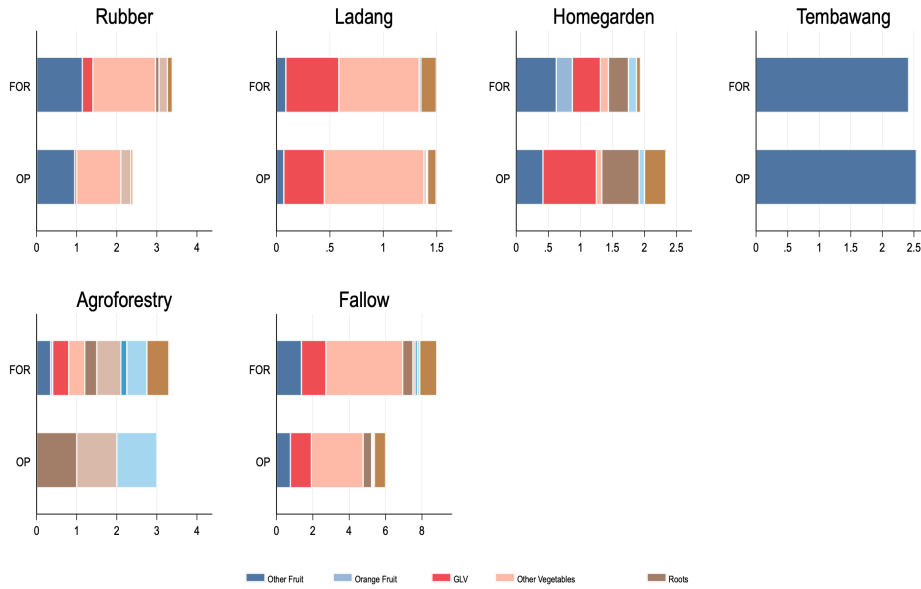 Rubber
FOR
OP
0 1 2 3 4
Ladang
FOR
OP
0 .5 1 1.5
Homegarden
FOR
OP
0 .5 1 1.5 2 2.5
Tembawang
FOR
OP
0 .5 1 1.5 2 2.5
Agroforestry
FOR
OP
0 1 2 3 4
Fallow
FOR
OP
0 2 4 6 8
Other Fruit Orange Fruit GLV Other Vegetables Roots